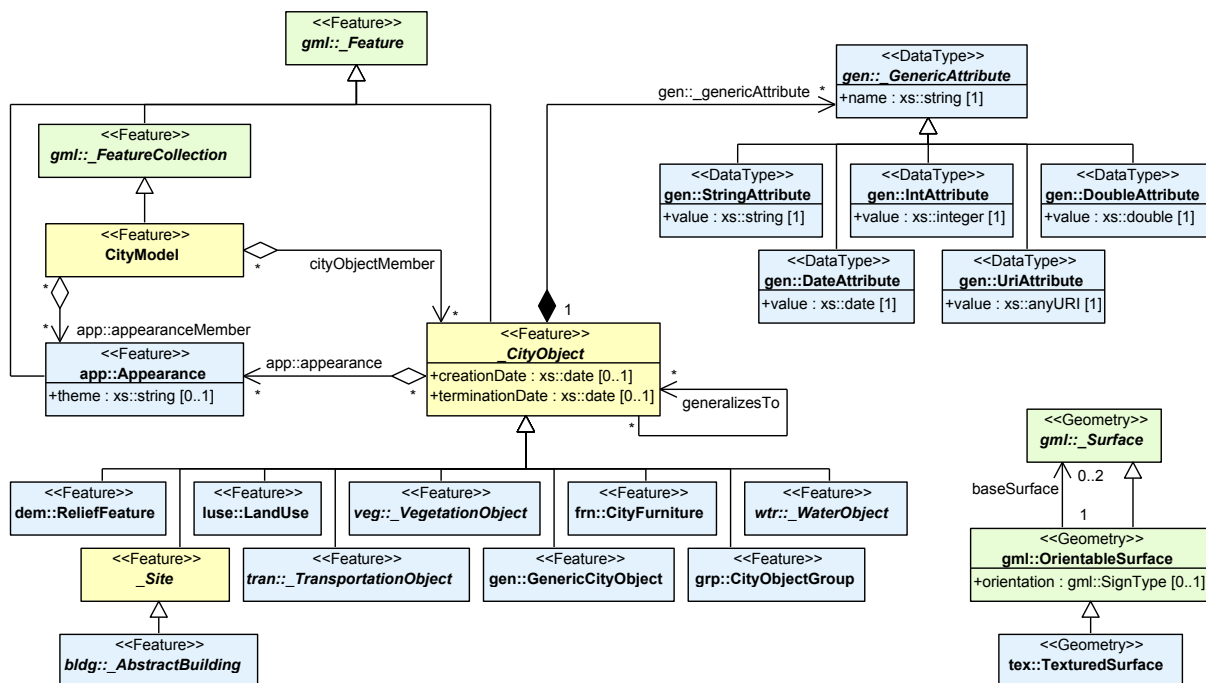 <<Feature>>
gml::_Feature
<<DataType>>
gen::_GenericAttribute
+name : xs::string [1]
gen::_genericAttribute
*
<<Feature>>
gml::_FeatureCollection
<<DataType>>
gen::StringAttribute
+value : xs::string [1]
<<DataType>>
gen::IntAttribute
+value : xs::integer [1]
<<DataType>>
gen::DoubleAttribute
+value : xs::double [1]
<<Feature>>
CityModel
*
cityObjectMember
*
<<DataType>>
gen::DateAttribute
+value : xs::date [1]
<<DataType>>
gen::UriAttribute
+value : xs::anyURI [1]
*
*
app::appearanceMember
1
<<Feature>>
app::Appearance
+theme : xs::string [0..1]
app::appearance
*
*
<<Feature>>
_CityObject
+creationDate : xs::date [0..1]
+terminationDate : xs::date [0..1]
*
generalizesTo
*
<<Geometry>>
gml::_Surface
baseSurface
0..2
1
<<Feature>>
dem::ReliefFeature
<<Feature>>
luse::LandUse
<<Feature>>
veg::_VegetationObject
<<Feature>>
frn::CityFurniture
<<Feature>>
wtr::_WaterObject
<<Geometry>>
gml::OrientableSurface
+orientation : gml::SignType [0..1]
<<Feature>>
_Site
<<Feature>>
tran::_TransportationObject
<<Feature>>
gen::GenericCityObject
<<Feature>>
grp::CityObjectGroup
<<Feature>>
bldg::_AbstractBuilding
<<Geometry>>
tex::TexturedSurface